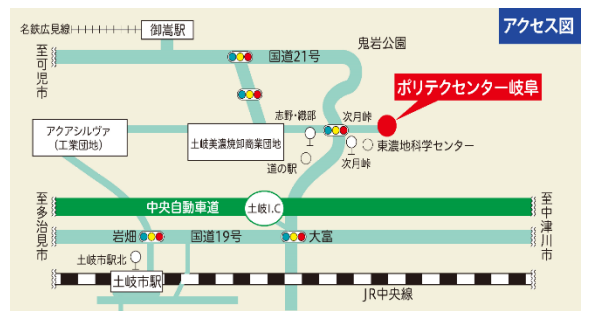 アクセス図
名鉄広見線
御嵩駅
至可児市
国道21号
鬼岩公園
ポリテクセンター岐阜
志野・織部
次月峠
アクアシルヴァ
(工業団地)
土岐美濃焼卸商業団地
東濃地科学センター
道の駅
次月峠
至多治見市
中央自動車道
土岐I.C
至中津川市
岩畑
国道19号
大富
土岐市駅北
土岐市駅
JR中央線